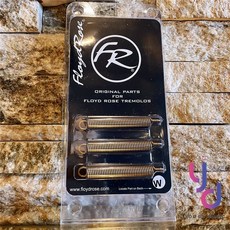 Floyd Rose
FR
ORIGINAL PARTS
FOR
FLOYD ROSE TREMOLOS
www.floydrose.com
W